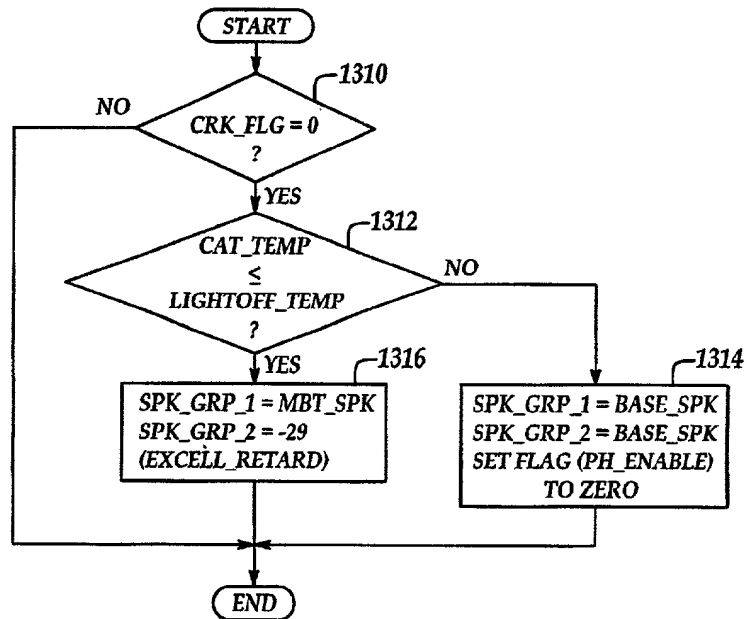 START
1310
NO
CRK_FLG = 0
?
YES
1312
CAT_TEMP
≤
LIGHTOFF_TEMP
?
NO
YES
1316
SPK_GRP_1 = MBT_SPK
SPK_GRP_2 = -29
(EXCELL_RETARD)
1314
SPK_GRP_1 = BASE_SPK
SPK_GRP_2 = BASE_SPK
SET FLAG (PH_ENABLE)
TO ZERO
END